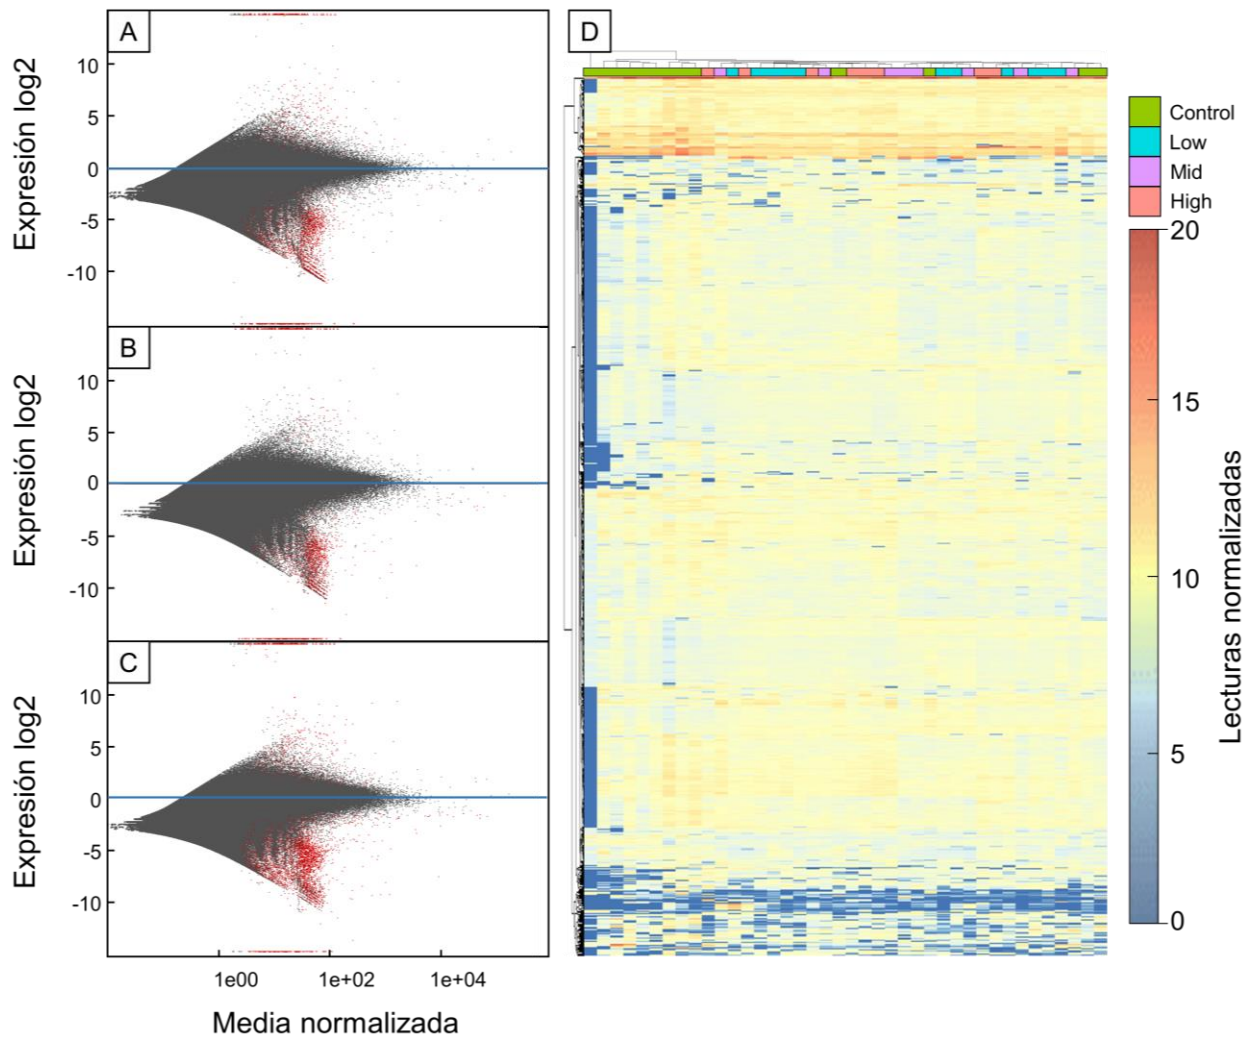 A
Expresión log2
10
5
0
-5
-10
B
Expresión log2
10
5
0
-5
-10
C
Expresión log2
10
5
0
-5
-10
1e00
1e+02
1e+04
Media normalizada
D
Control
Low
Mid
High
20
15
10
5
0
Lecturas normalizadas